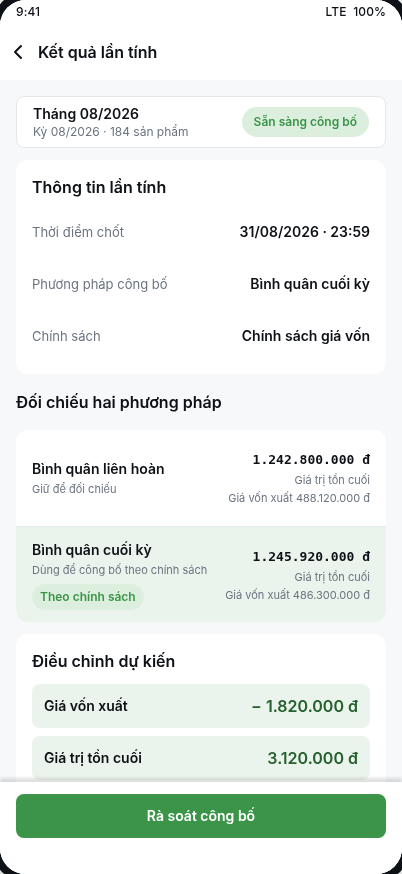 9:41
LTE 100%
Kết quả lần tính
Tháng 08/2026
Kỳ 08/2026 · 184 sản phẩm
Sẵn sàng công bố
Thông tin lần tính
Thời điểm chốt
31/08/2026 · 23:59
Phương pháp công bố
Bình quân cuối kỳ
Chính sách
Chính sách giá vốn
Đối chiếu hai phương pháp
Bình quân liên hoàn
Giữ để đối chiếu
1.242.800.000 đ
Giá trị tồn cuối
Giá vốn xuất 488.120.000 đ
Bình quân cuối kỳ
Dùng để công bố theo chính sách
Theo chính sách
1.245.920.000 đ
Giá trị tồn cuối
Giá vốn xuất 486.300.000 đ
Điều chỉnh dự kiến
Giá vốn xuất
− 1.820.000 đ
Giá trị tồn cuối
3.120.000 đ
Rà soát công bố